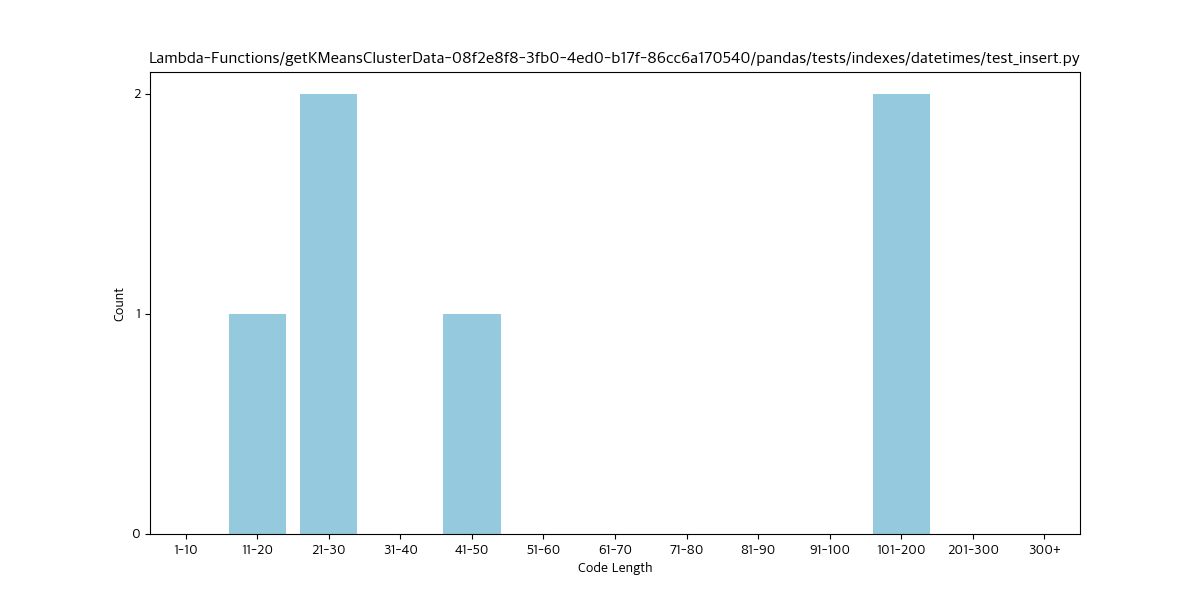 Lambda-Functions/getKMeansClusterData-08f2e8f8-3fb0-4ed0-b17f-86cc6a170540/pandas/tests/indexes/datetimes/test_insert.py
2
1
0
Count
1-10 11-20 21-30 31-40 41-50 51-60 61-70 71-80 81-90 91-100 101-200 201-300 300+
Code Length